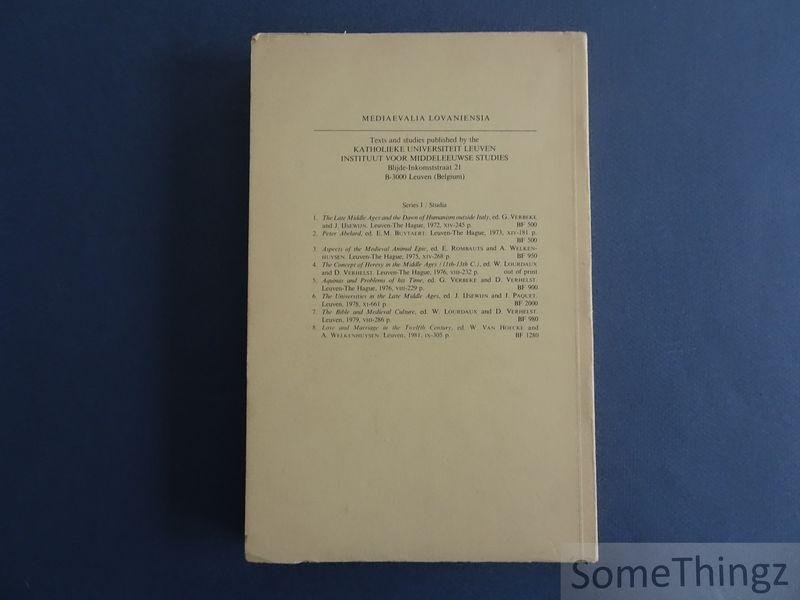 MEDIAEVALIA LOVANIENSIA
Texts and studies published by the
KATHOLIEKE UNIVERSITEIT LEUVEN
INSTITUUT VOOR MIDDELEEUWSE STUDIES
Blijde-Inkomststraat 21
B-3000 Leuven (Belgium)
Series I / Studia
1. The Late Middle Ages and the Dawn of Humanism outside Italy, ed. G. VERBEKE
and J. IJSEWIJN. Leuven-The Hague, 1972, XIV-245 p. BF 500
2. Peter Abelard, ed. E.M. BUYTAERT. Leuven-The Hague, 1973, XIV-181 p.
BF 500
3. Aspects of the Medieval Animal Epic, ed. E. ROMBAUTS and A. WELKEN-
HUYSEN. Leuven-The Hague, 1975, XIV-268 p. BF 950
4. The Concept of Heresy in the Middle Ages (11th-13th C.), ed. W. LOURDAUX
and D. VERHELST. Leuven-The Hague, 1976, VIII-232 p. out of print
5. Aquinas and Problems of his Time, ed. G. VERBEKE and D. VERHELST.
Leuven-The Hague, 1976, VIII-229 p. BF 900
6. The Universities in the Late Middle Ages, ed. J. IJSEWIJN and J. PAQUET.
Leuven, 1978, XI-661 p. BF 2000
7. The Bible and Medieval Culture, ed. W. LOURDAUX and D. VERHELST.
Leuven, 1979, VIII-286 p. BF 980
8. Love and Marriage in the Twelfth Century, ed. W. VAN HOECKE and
A. WELKENHUYSEN. Leuven, 1981, IX-305 p. BF 1280
SomeThingz